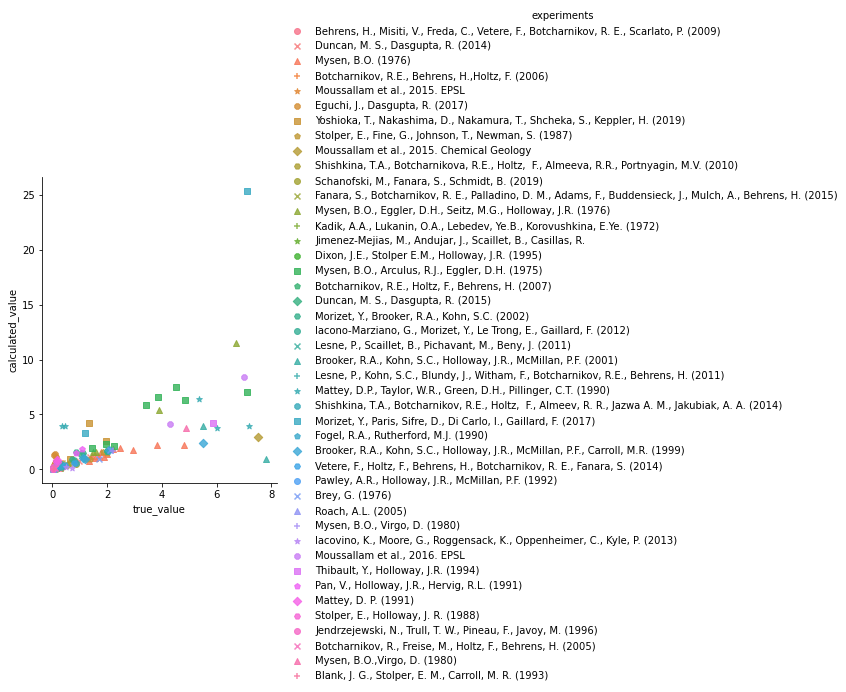 experiments
Behrens, H., Misiti, V., Freda, C., Vetere, F., Botcharnikov, R. E., Scarlato, P. (2009)
Duncan, M. S., Dasgupta, R. (2014)
Mysen, B.O. (1976)
Botcharnikov, R.E., Behrens, H.,Holtz, F. (2006)
Moussallam et al., 2015. EPSL
Eguchi, J., Dasgupta, R. (2017)
Yoshioka, T., Nakashima, D., Nakamura, T., Shcheka, S., Keppler, H. (2019)
Stolper, E., Fine, G., Johnson, T., Newman, S. (1987)
Moussallam et al., 2015. Chemical Geology
Shishkina, T.A., Botcharnikova, R.E., Holtz,  F., Almeeva, R.R., Portnyagin, M.V. (2010)
Schanofski, M., Fanara, S., Schmidt, B. (2019)
Fanara, S., Botcharnikov, R. E., Palladino, D. M., Adams, F., Buddensieck, J., Mulch, A., Behrens, H. (2015)
Mysen, B.O., Eggler, D.H., Seitz, M.G., Holloway, J.R. (1976)
Kadik, A.A., Lukanin, O.A., Lebedev, Ye.B., Korovushkina, E.Ye. (1972)
Jimenez-Mejias, M., Andujar, J., Scaillet, B., Casillas, R.
Dixon, J.E., Stolper E.M., Holloway, J.R. (1995)
Mysen, B.O., Arculus, R.J., Eggler, D.H. (1975)
Botcharnikov, R.E., Holtz, F., Behrens, H. (2007)
Duncan, M. S., Dasgupta, R. (2015)
Morizet, Y., Brooker, R.A., Kohn, S.C. (2002)
Iacono-Marziano, G., Morizet, Y., Le Trong, E., Gaillard, F. (2012)
Lesne, P., Scaillet, B., Pichavant, M., Beny, J. (2011)
Brooker, R.A., Kohn, S.C., Holloway, J.R., McMillan, P.F. (2001)
Lesne, P., Kohn, S.C., Blundy, J., Witham, F., Botcharnikov, R.E., Behrens, H. (2011)
Mattey, D.P., Taylor, W.R., Green, D.H., Pillinger, C.T. (1990)
Shishkina, T.A., Botcharnikov, R.E., Holtz,  F., Almeev, R. R., Jazwa A. M., Jakubiak, A. A. (2014)
Morizet, Y., Paris, Sifre, D., Di Carlo, I., Gaillard, F. (2017)
Fogel, R.A., Rutherford, M.J. (1990)
Brooker, R.A., Kohn, S.C., Holloway, J.R., McMillan, P.F., Carroll, M.R. (1999)
Vetere, F., Holtz, F., Behrens, H., Botcharnikov, R. E., Fanara, S. (2014)
Pawley, A.R., Holloway, J.R., McMillan, P.F. (1992)
Brey, G. (1976)
Roach, A.L. (2005)
Mysen, B.O., Virgo, D. (1980)
Iacovino, K., Moore, G., Roggensack, K., Oppenheimer, C., Kyle, P. (2013)
Moussallam et al., 2016. EPSL
Thibault, Y., Holloway, J.R. (1994)
Pan, V., Holloway, J.R., Hervig, R.L. (1991)
Mattey, D. P. (1991)
Stolper, E., Holloway, J. R. (1988)
Jendrzejewski, N., Trull, T. W., Pineau, F., Javoy, M. (1996)
Botcharnikov, R., Freise, M., Holtz, F., Behrens, H. (2005)
Mysen, B.O.,Virgo, D. (1980)
Blank, J. G., Stolper, E. M., Carroll, M. R. (1993)
25
20
15
10
5
0
calculated_value
0 2 4 6 8
true_value